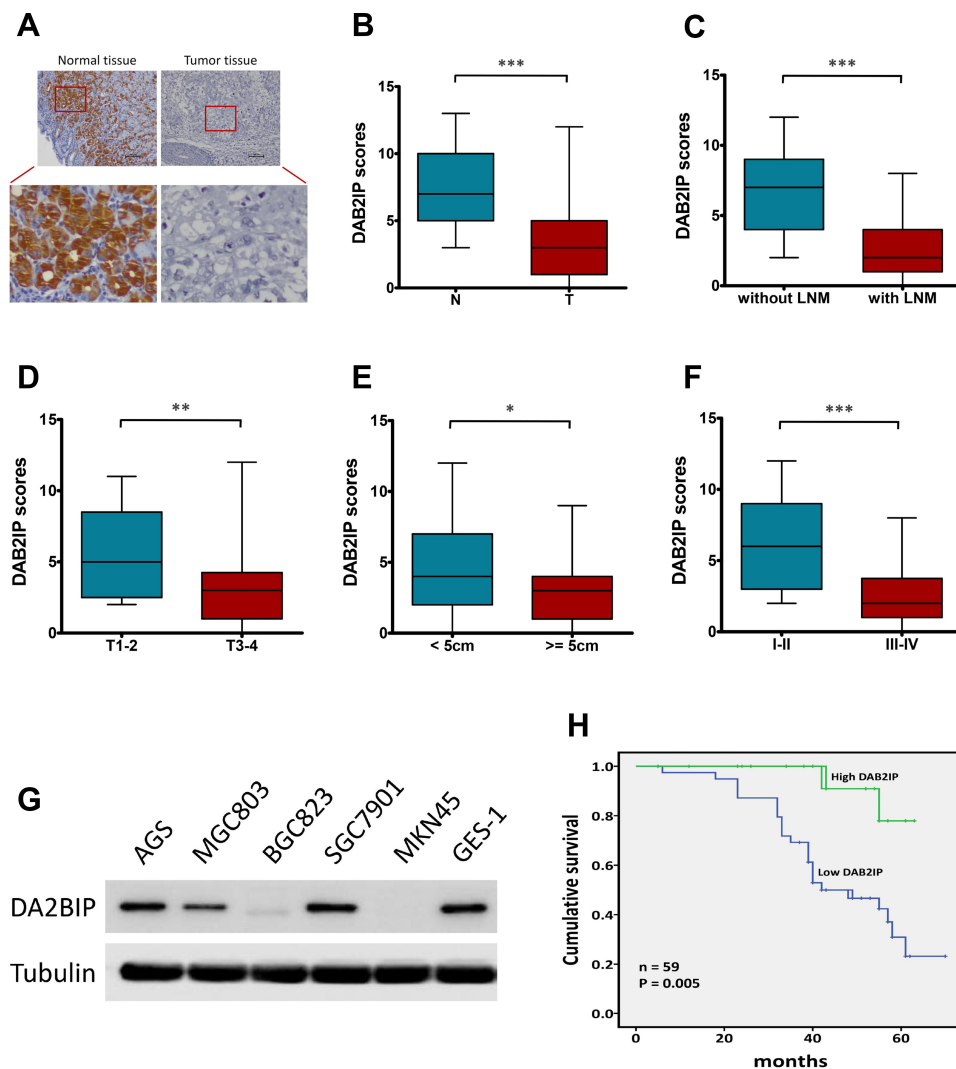 A
Normal tissue
Tumor tissue
B
***
DAB2IP scores
15
10
5
0
N
T
C
***
DAB2IP scores
15
10
5
0
without LNM
with LNM
D
**
DAB2IP scores
15
10
5
0
T1-2
T3-4
E
*
DAB2IP scores
15
10
5
0
< 5cm
>= 5cm
F
***
DAB2IP scores
15
10
5
0
I-II
III-IV
G
AGS
MGC803
BGC823
SGC7901
MKN45
GES-1
DA2BIP
Tubulin
H
Cumulative survival
1.0
0.8
0.6
0.4
0.2
0.0
High DAB2IP
Low DAB2IP
n = 59
P = 0.005
0
20
40
60
months